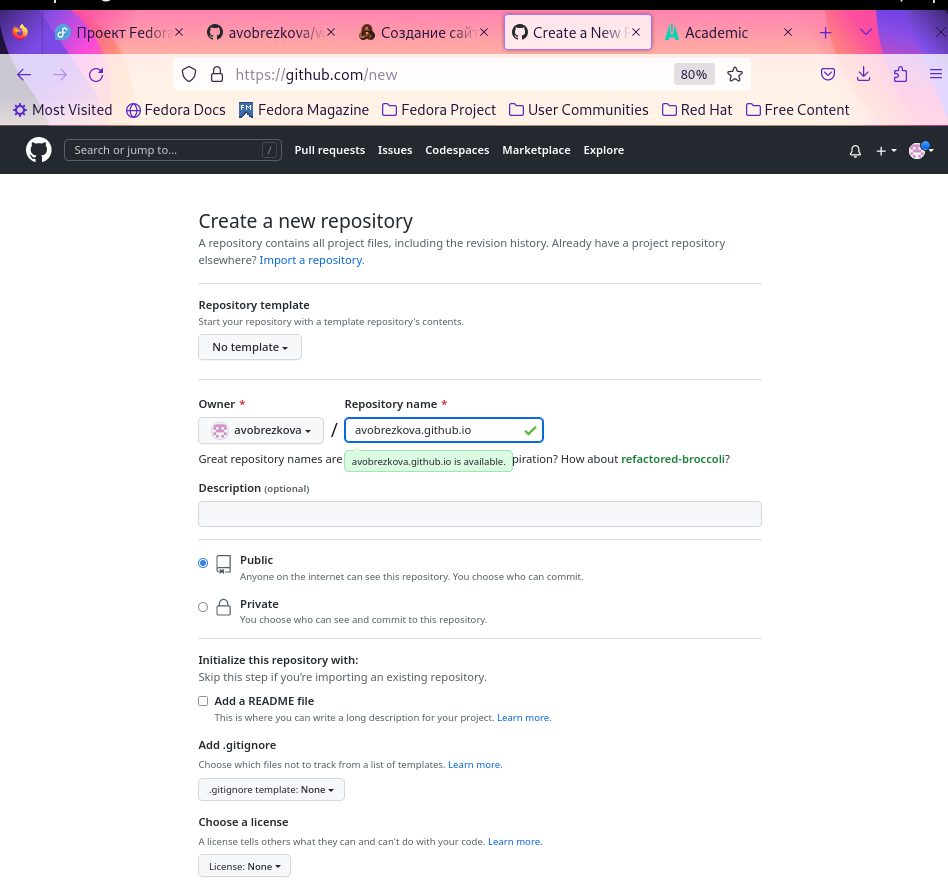 Проект Fedora
avobrezkova/w
Создание сайт
Create a New R
Academic
https://github.com/new
80%
Most Visited
Fedora Docs
Fedora Magazine
Fedora Project
User Communities
Red Hat
Free Content
Search or jump to...
/
Pull requests
Issues
Codespaces
Marketplace
Explore
Create a new repository
A repository contains all project files, including the revision history. Already have a project repository
elsewhere? Import a repository.
Repository template
Start your repository with a template repository's contents.
No template
Owner *
Repository name *
avobrezkova
/
avobrezkova.github.io
Great repository names are
avobrezkova.github.io is available.
piration? How about refactored-broccoli?
Description (optional)
Public
Anyone on the internet can see this repository. You choose who can commit.
Private
You choose who can see and commit to this repository.
Initialize this repository with:
Skip this step if you're importing an existing repository.
Add a README file
This is where you can write a long description for your project. Learn more.
Add .gitignore
Choose which files not to track from a list of templates. Learn more.
.gitignore template: None
Choose a license
A license tells others what they can and can't do with your code. Learn more.
License: None